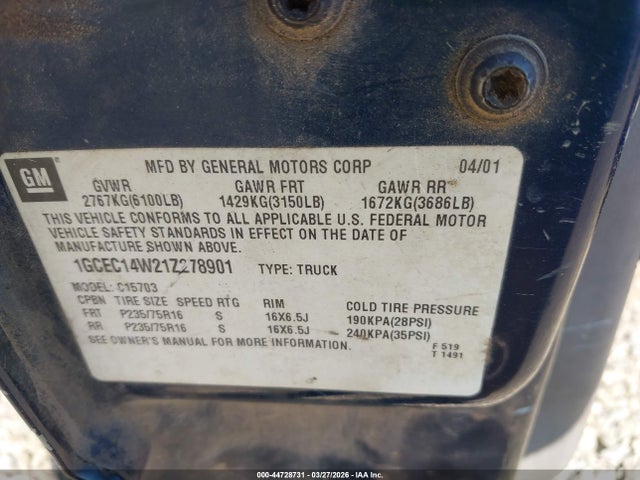 GM
MFD BY GENERAL MOTORS CORP 04/01
GVWR GAWR FRT GAWR RR
2767KG(6100LB) 1429KG(3150LB) 1672KG(3686LB)
THIS VEHICLE CONFORMS TO ALL APPLICABLE U.S. FEDERAL MOTOR
VEHICLE SAFETY STANDARDS IN EFFECT ON THE DATE OF
MANUFACTURE SHOWN ABOVE.
1GCEC14W21Z278901 TYPE: TRUCK
MODEL: C15703
CPBN TIRE SIZE SPEED RTG RIM COLD TIRE PRESSURE
FRT P235/75R16 S 16X6.5J 190KPA(28PSI)
RR P235/75R16 S 16X6.5J 240KPA(35PSI)
SEE OWNER'S MANUAL FOR MORE INFORMATION.
F 519
T 1491
000-44728731 - 03/27/2026 - IAA Inc.